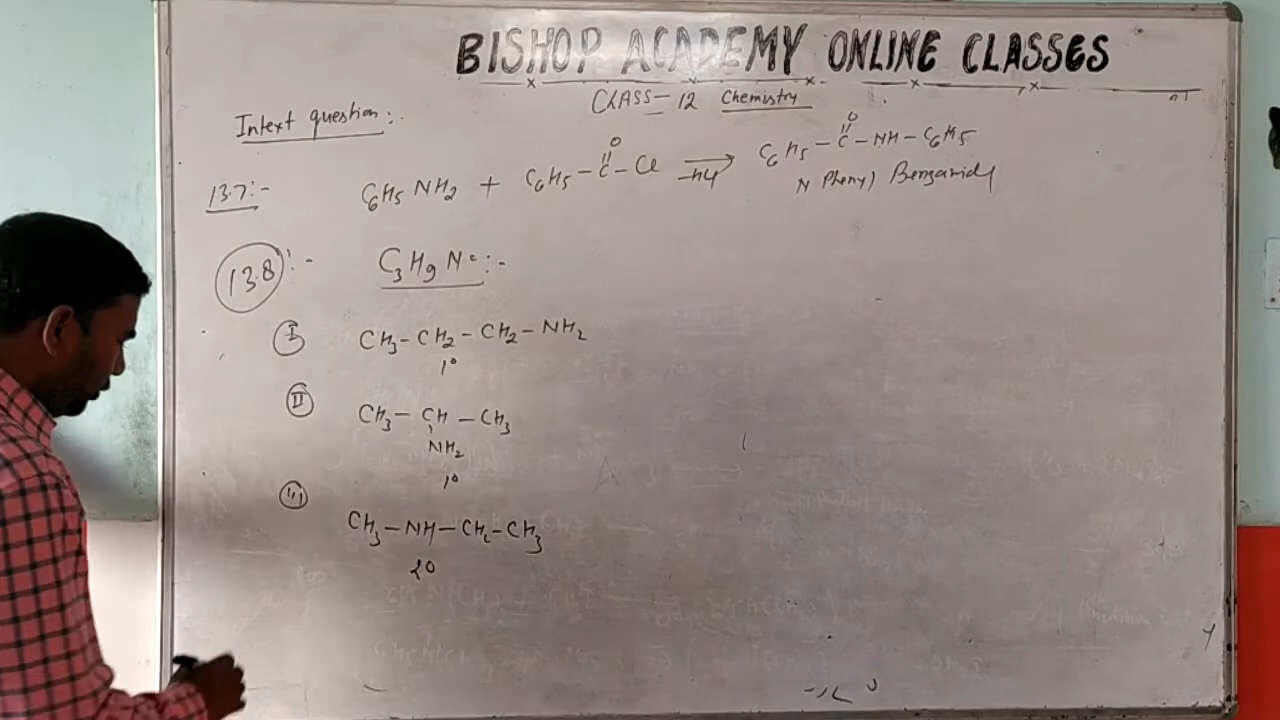 BISHOP ACADEMY ONLINE CLASSES
CLASS-12 Chemistry
Intext question:-
13.7:- C6H5 NH2 + C6H5-C(=O)-Cl → -HCl C6H5-C(=O)-NH-C6H5
N Phenyl Benzamide
13.8:- C3H9N:-
I CH3-CH2-CH2-NH2
1°
II CH3-CH-CH3
NH2
1°
III
CH3-NH-CH2-CH3
2°